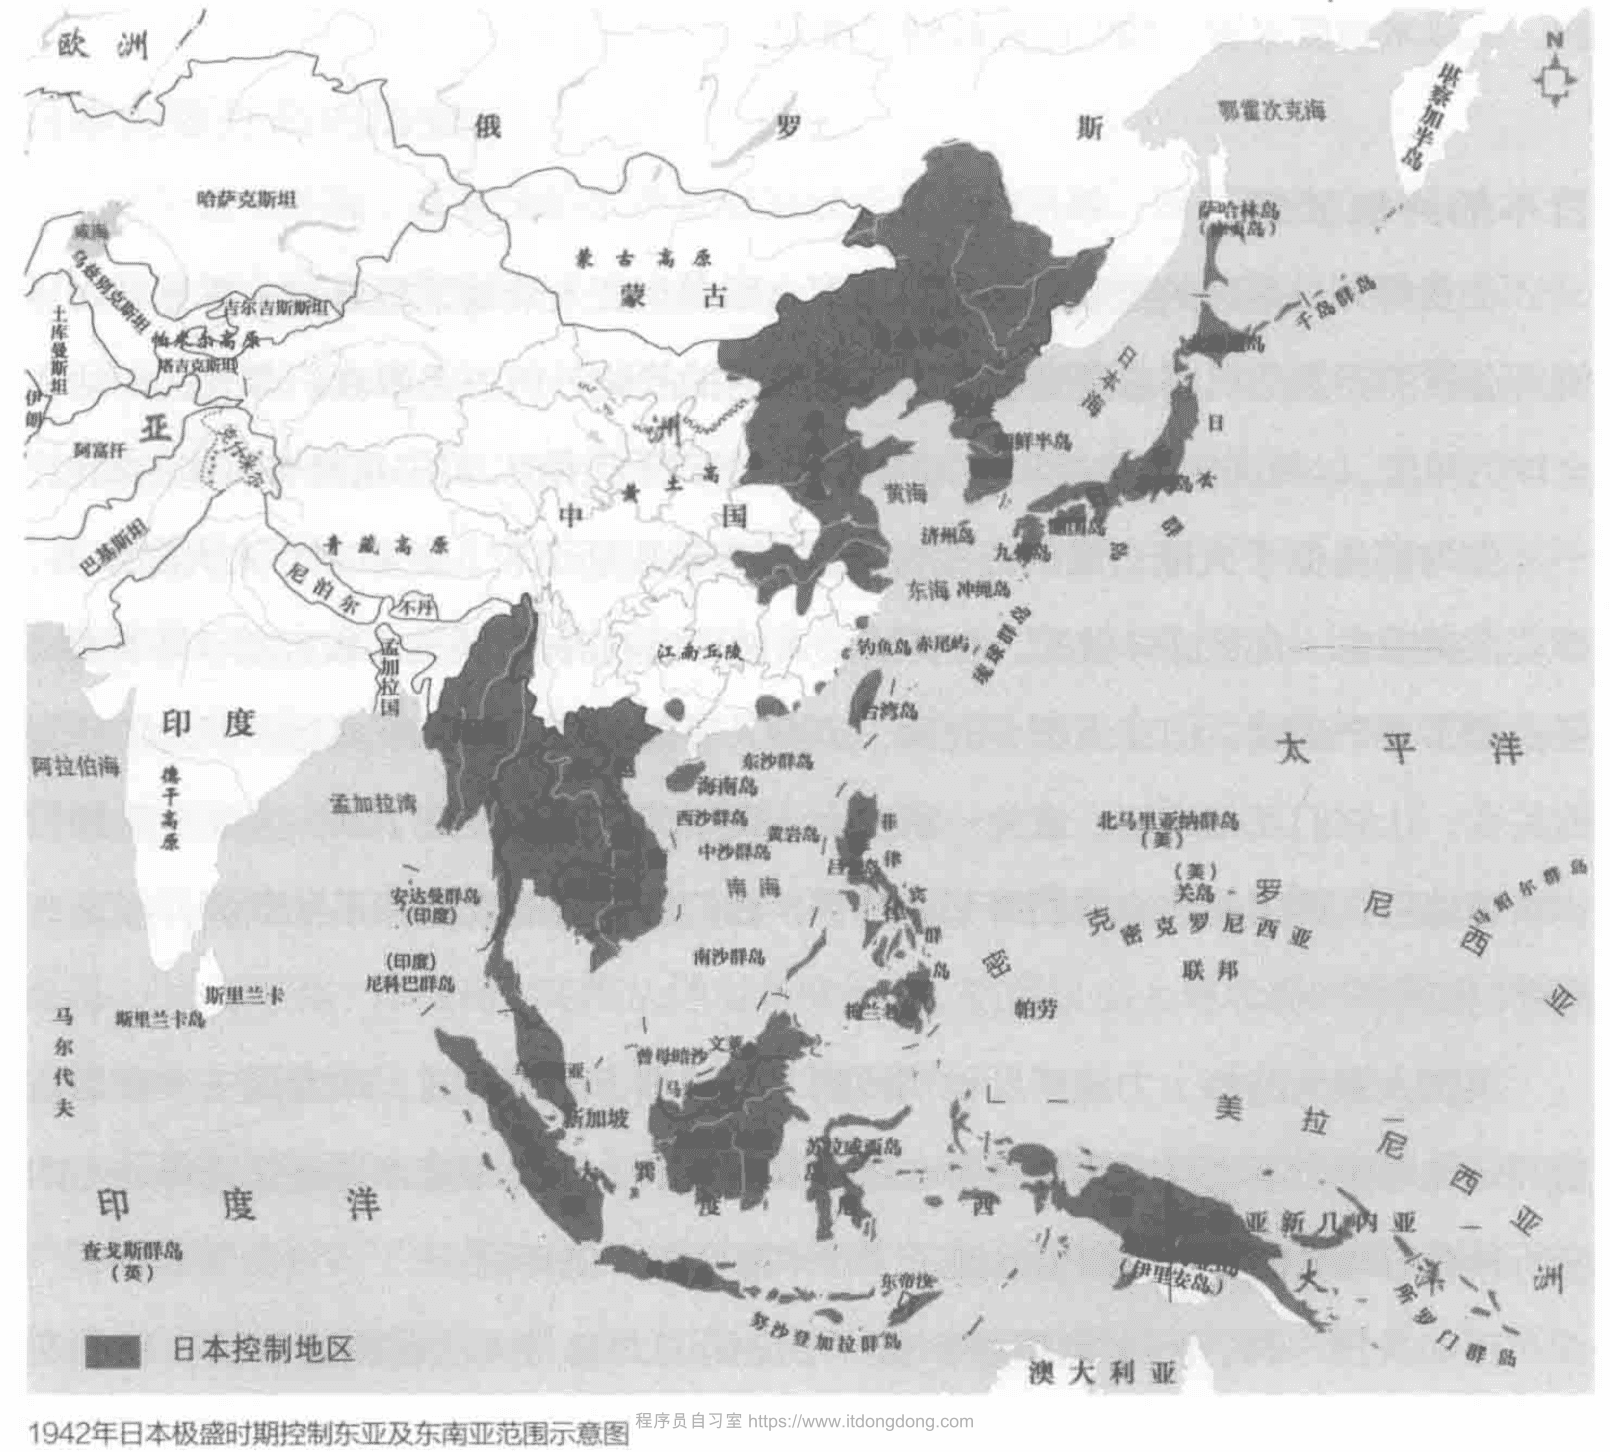 欧洲
俄罗斯
鄂霍次克海
堪察加半岛
N
哈萨克斯坦
萨哈林岛
咸海
乌兹别克斯坦
蒙古高原
蒙古
千岛群岛
吉尔吉斯斯坦
土库曼斯坦
帕米尔高原
塔吉克斯坦
日本海
伊朗
亚
洲
阿富汗
日本群岛
黄土高
黄海
中国
济州岛
九州岛
青藏高原
巴基斯坦
尼泊尔
不丹
东海
冲绳岛
孟加拉国
江南丘陵
钓鱼岛
赤尾屿
琉球群岛
印度
台湾岛
太平洋
阿拉伯海
德干高原
东沙群岛
海南岛
孟加拉湾
西沙群岛
黄岩岛
中沙群岛
北马里亚纳群岛
(美)
南海
安达曼群岛
(印度)
菲律宾群岛
(美)
关岛
密克罗尼西亚
密克罗尼西亚
联邦
马绍尔群岛
南沙群岛
(印度)
尼科巴群岛
斯里兰卡
斯里兰卡岛
帕劳
马尔代夫
曾母暗沙
文莱
新加坡
苏拉威西岛
美拉尼西亚
印度洋
查戈斯群岛
(英)
亚新几内亚
(伊里安岛)
大洋洲
东帝汶
努沙登加拉群岛
所罗门群岛
日本控制地区
澳大利亚
1942年日本极盛时期控制东亚及东南亚范围示意图
程序员自习室 https://www.itdongdong.com